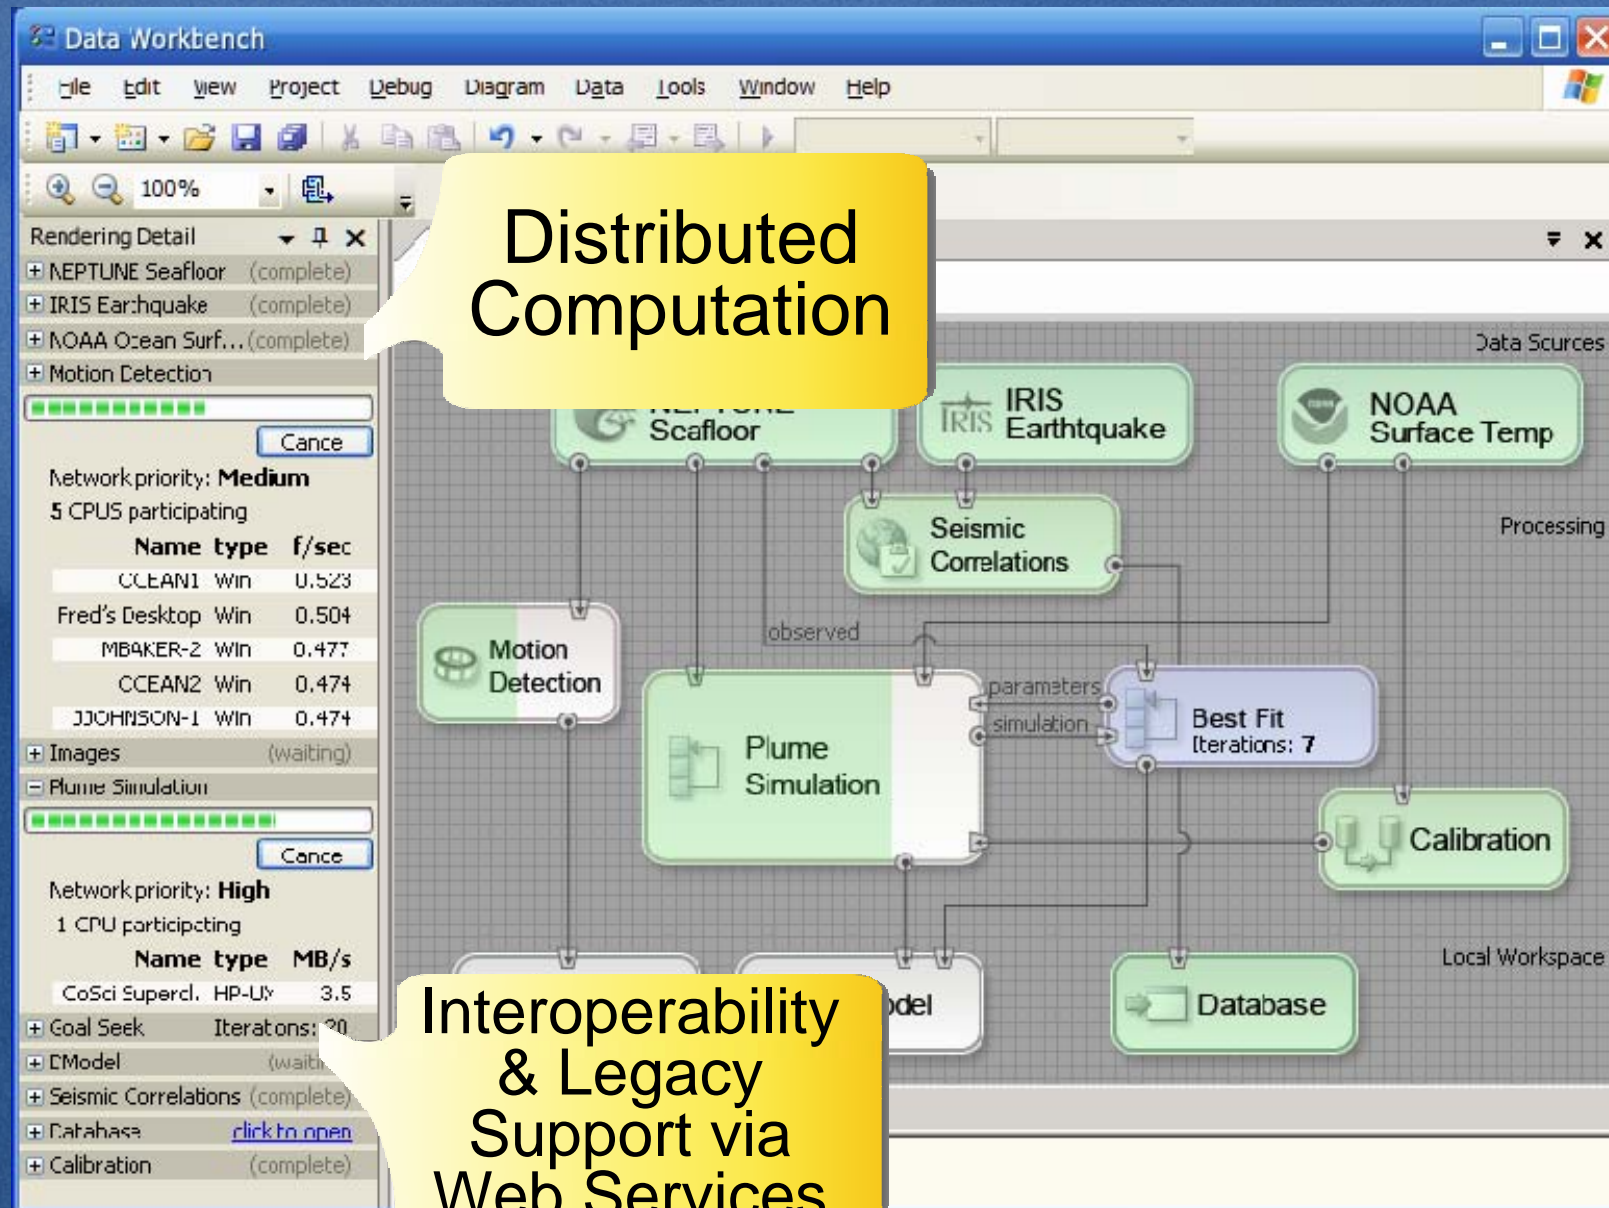 Data Workbench
File Edit View Project Debug Diagram Data Tools Window Help
100%
Rendering Detail
NEPTUNE Seafloor (complete)
IRIS Earthquake (complete)
NOAA Ocean Surf... (complete)
Motion Detection
Cance
Network priority: Medium
5 CPUS participating
Name type f/sec
OCEAN1 Win 0.523
Fred's Desktop Win 0.504
MBAKER-2 Win 0.477
OCEAN2 Win 0.474
JJOHNSON-1 Win 0.474
Images (waiting)
Plume Simulation
Cance
Network priority: High
1 CPU participating
Name type MB/s
CoSci Supercl. HP-UX 3.5
Goal Seek Iterations: 20
DModel
Seismic Correlations (complete)
Database click to open
Calibration (complete)
Distributed
Computation
Data Sources
NEPTUNE
Seafloor
IRIS
IRIS
Earthtquake
NOAA
Surface Temp
Seismic
Correlations
Processing
observed
Motion
Detection
parameters
simulation
Best Fit
Iterations: 7
Plume
Simulation
Calibration
Local Workspace
Database
Interoperability
& Legacy
Support via
Web Services